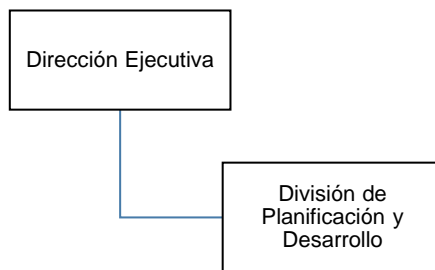 Dirección Ejecutiva
División de
Planificación y
Desarrollo